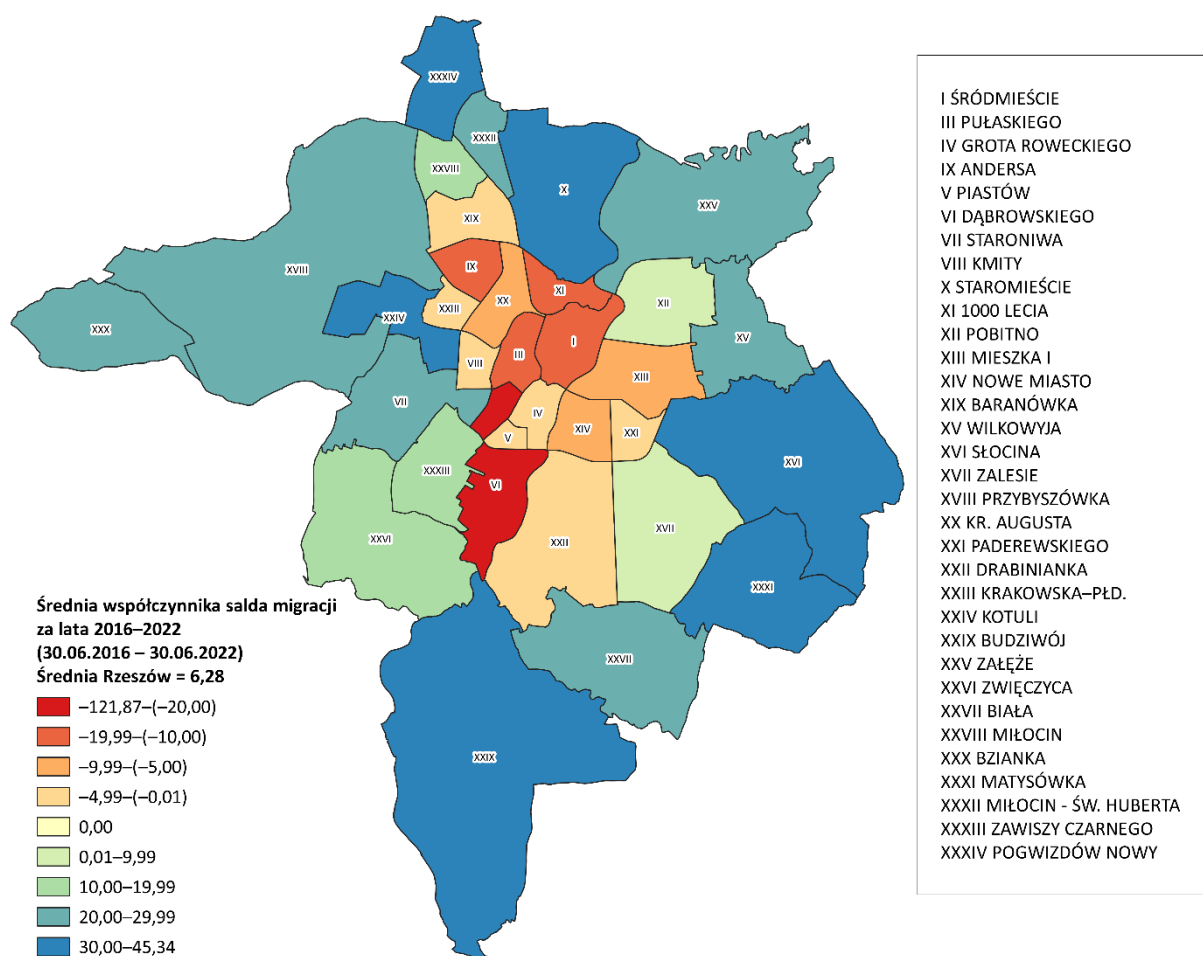 XXXIV
XXXII
XXVIII
X
XXV
XIX
XVIII
IX
XI
XX
XXIII
XII
XXIV
XXX
XV
I
III
VIII
XIII
VII
IV
XIV
XXI
V
XVI
XXXIII
VI
XVII
XXVI
XXII
XXXI
XXVII
XXIX
Średnia współczynnika salda migracji
za lata 2016–2022
(30.06.2016 – 30.06.2022)
Średnia Rzeszów = 6,28
–121,87–(–20,00)
–19,99–(–10,00)
–9,99–(–5,00)
–4,99–(–0,01)
0,00
0,01–9,99
10,00–19,99
20,00–29,99
30,00–45,34
I ŚRÓDMIEŚCIE
III PUŁASKIEGO
IV GROTA ROWECKIEGO
IX ANDERSA
V PIASTÓW
VI DĄBROWSKIEGO
VII STARONIWA
VIII KMITY
X STAROMIEŚCIE
XI 1000 LECIA
XII POBITNO
XIII MIESZKA I
XIV NOWE MIASTO
XIX BARANÓWKA
XV WILKOWYJA
XVI SŁOCINA
XVII ZALESIE
XVIII PRZYBYSZÓWKA
XX KR. AUGUSTA
XXI PADEREWSKIEGO
XXII DRABINIANKA
XXIII KRAKOWSKA–PŁD.
XXIV KOTULI
XXIX BUDZIWÓJ
XXV ZAŁĘŻE
XXVI ZWIĘCZYCA
XXVII BIAŁA
XXVIII MIŁOCIN
XXX BZIANKA
XXXI MATYSÓWKA
XXXII MIŁOCIN - ŚW. HUBERTA
XXXIII ZAWISZY CZARNEGO
XXXIV POGWIZDÓW NOWY